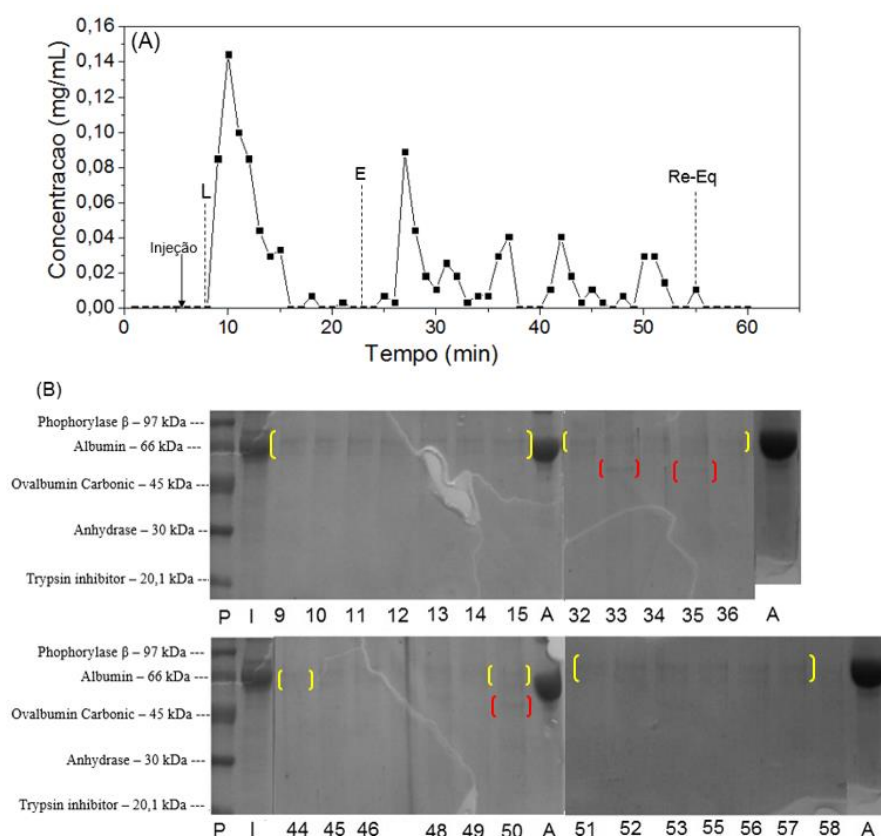 (A)
0,16
0,14
0,12
0,10
0,08
0,06
0,04
0,02
0,00
Concentracao (mg/mL)
Injeção
L
E
Re-Eq
0 10 20 30 40 50 60
Tempo (min)
(B)
Phophorylase β – 97 kDa ---
Albumin – 66 kDa ---
Ovalbumin Carbonic – 45 kDa ---
Anhydrase – 30 kDa ---
Trypsin inhibitor – 20,1 kDa ---
P I 9 10 11 12 13 14 15 A 32 33 34 35 36 A
Phophorylase β – 97 kDa ---
Albumin – 66 kDa ---
Ovalbumin Carbonic – 45 kDa ---
Anhydrase – 30 kDa ---
Trypsin inhibitor – 20,1 kDa ---
P I 44 45 46 48 49 50 A 51 52 53 55 56 57 58 A